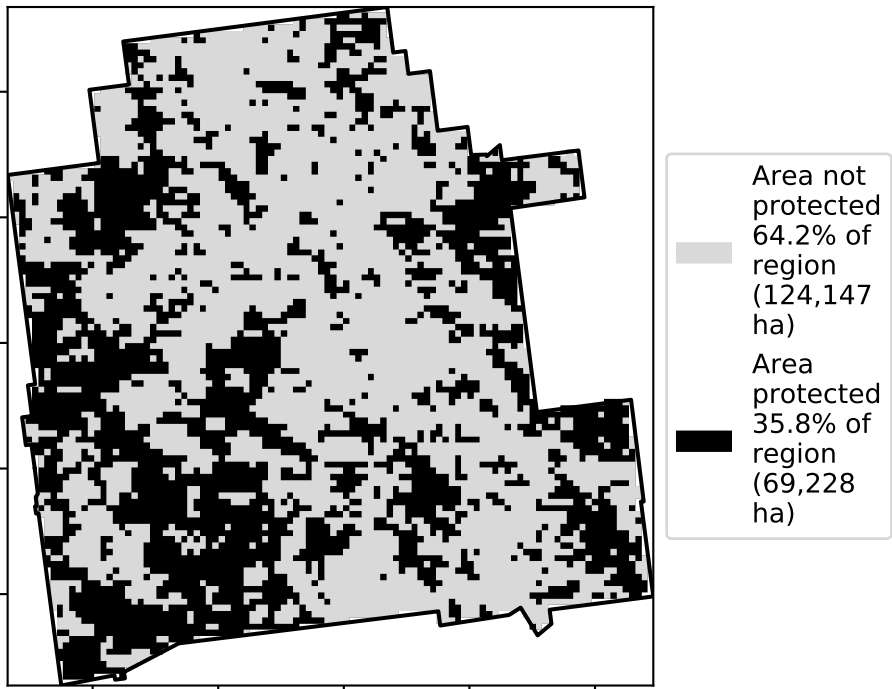 Area not
protected
64.2% of
region
(124,147
ha)
Area
protected
35.8% of
region
(69,228
ha)